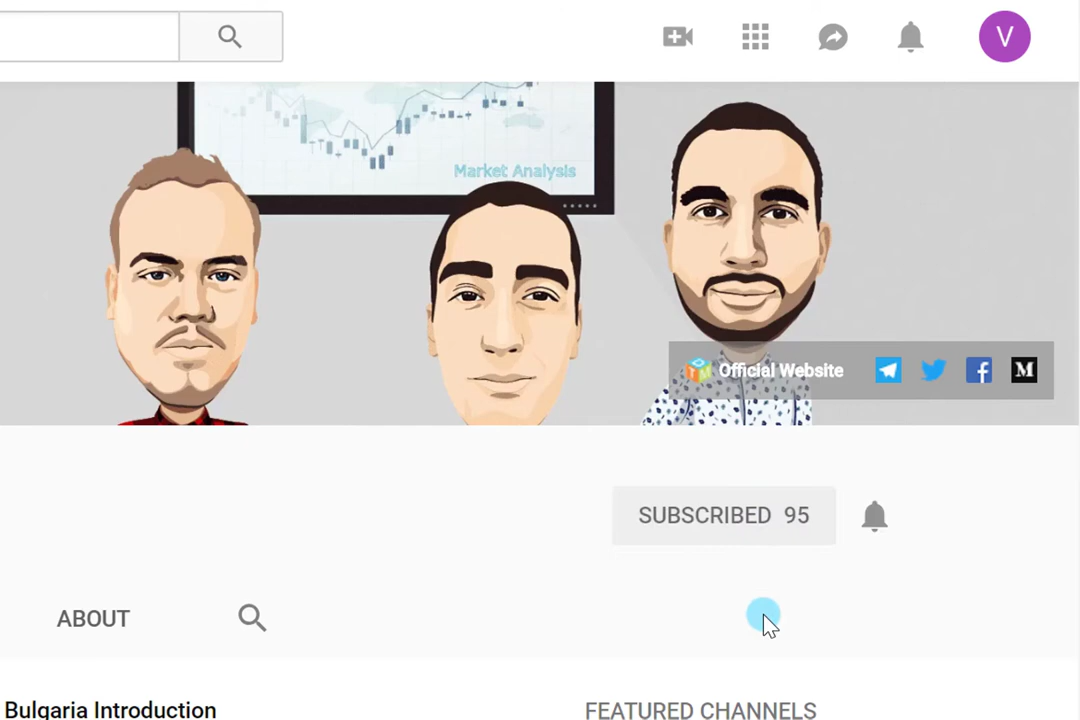 V
Market Analysis
Official Website
M
SUBSCRIBED 95
ABOUT
Bulgaria Introduction
FEATURED CHANNELS